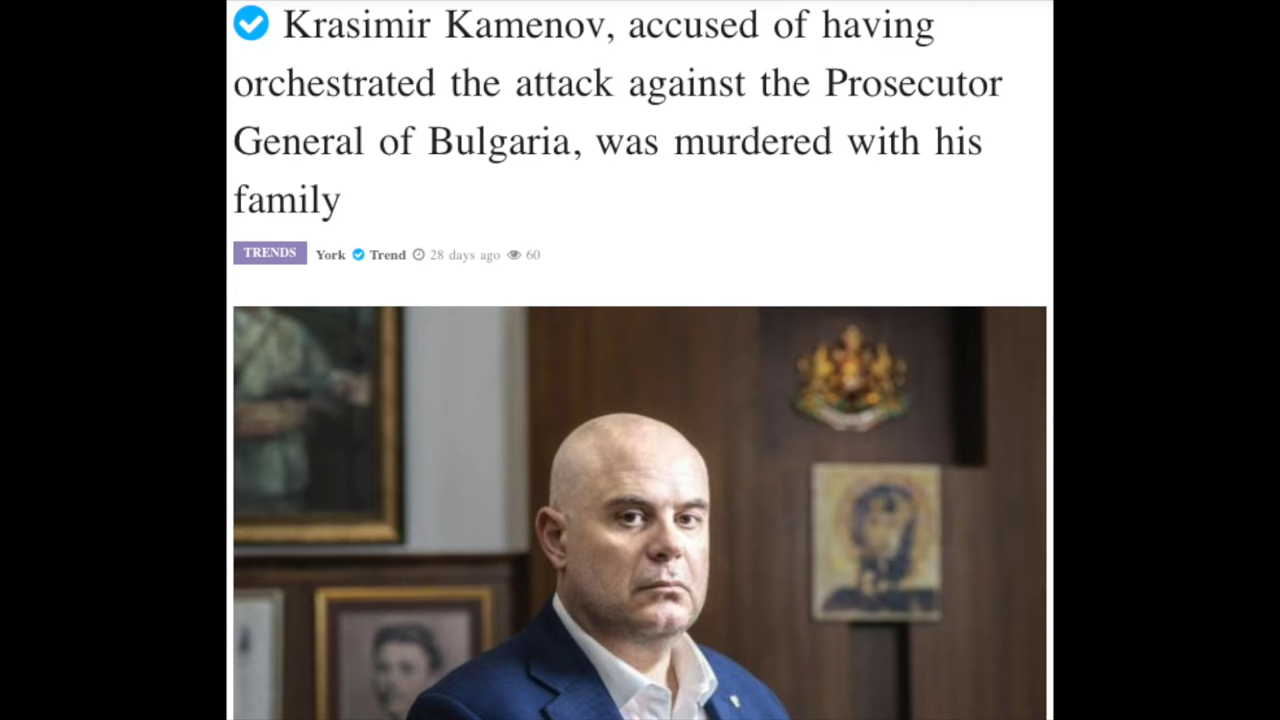 Krasimir Kamenov, accused of having
orchestrated the attack against the Prosecutor
General of Bulgaria, was murdered with his
family
TRENDS York Trend 28 days ago 60